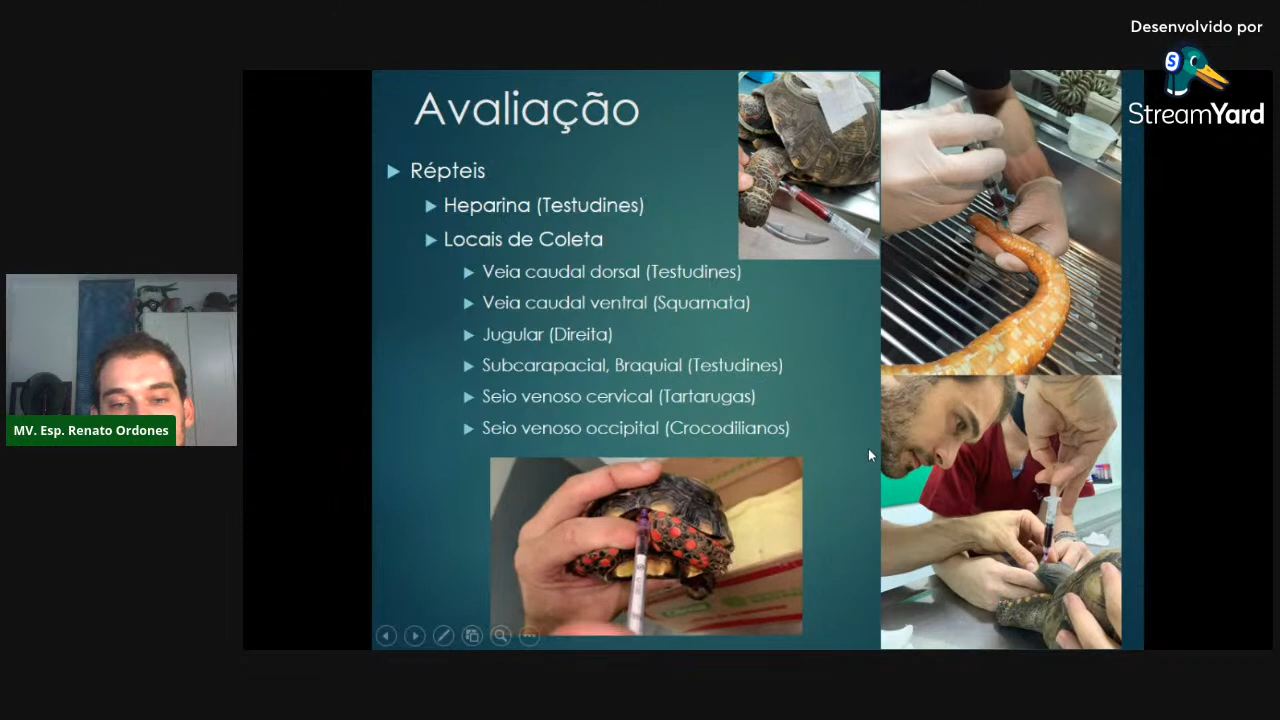 Desenvolvido por
StreamYard
Avaliação
Répteis
Heparina (Testudines)
Locais de Coleta
Veia caudal dorsal (Testudines)
Veia caudal ventral (Squamata)
Jugular (Direita)
Subcarapacial, Braquial (Testudines)
Seio venoso cervical (Tartarugas)
Seio venoso occipital (Crocodilianos)
MV. Esp. Renato Ordones